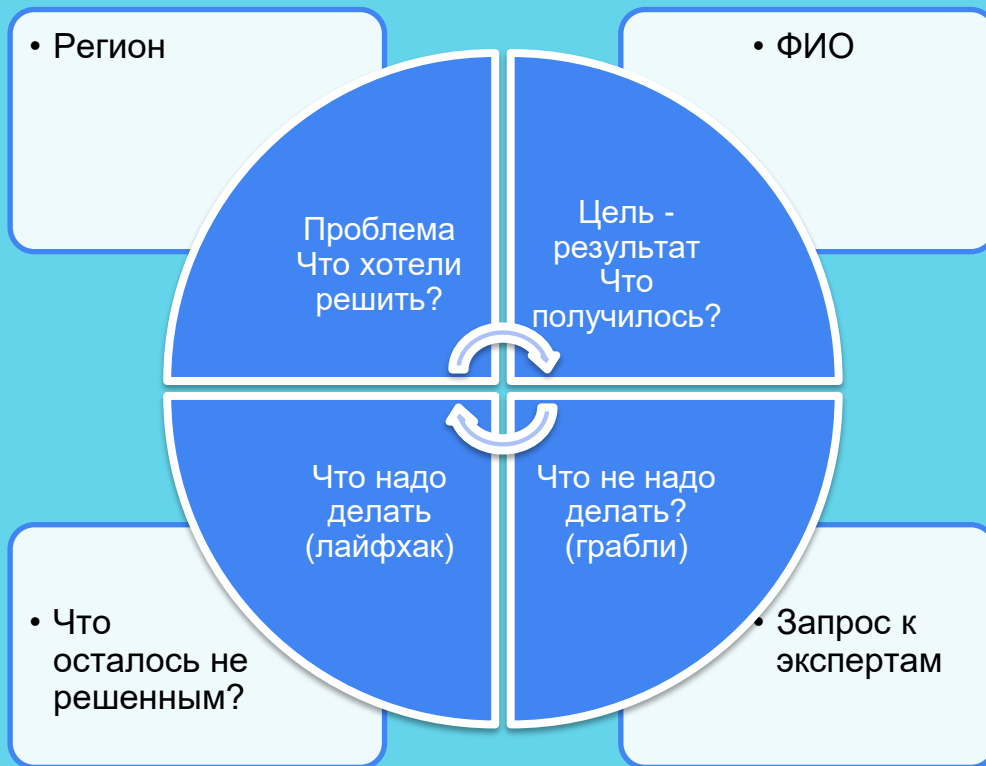 • Регион
• ФИО
Проблема
Что хотели
решить?
Цель -
результат
Что
получилось?
Что надо
делать
(лайфхак)
Что не надо
делать?
(грабли)
• Что
осталось не
решенным?
• Запрос к
экспертам